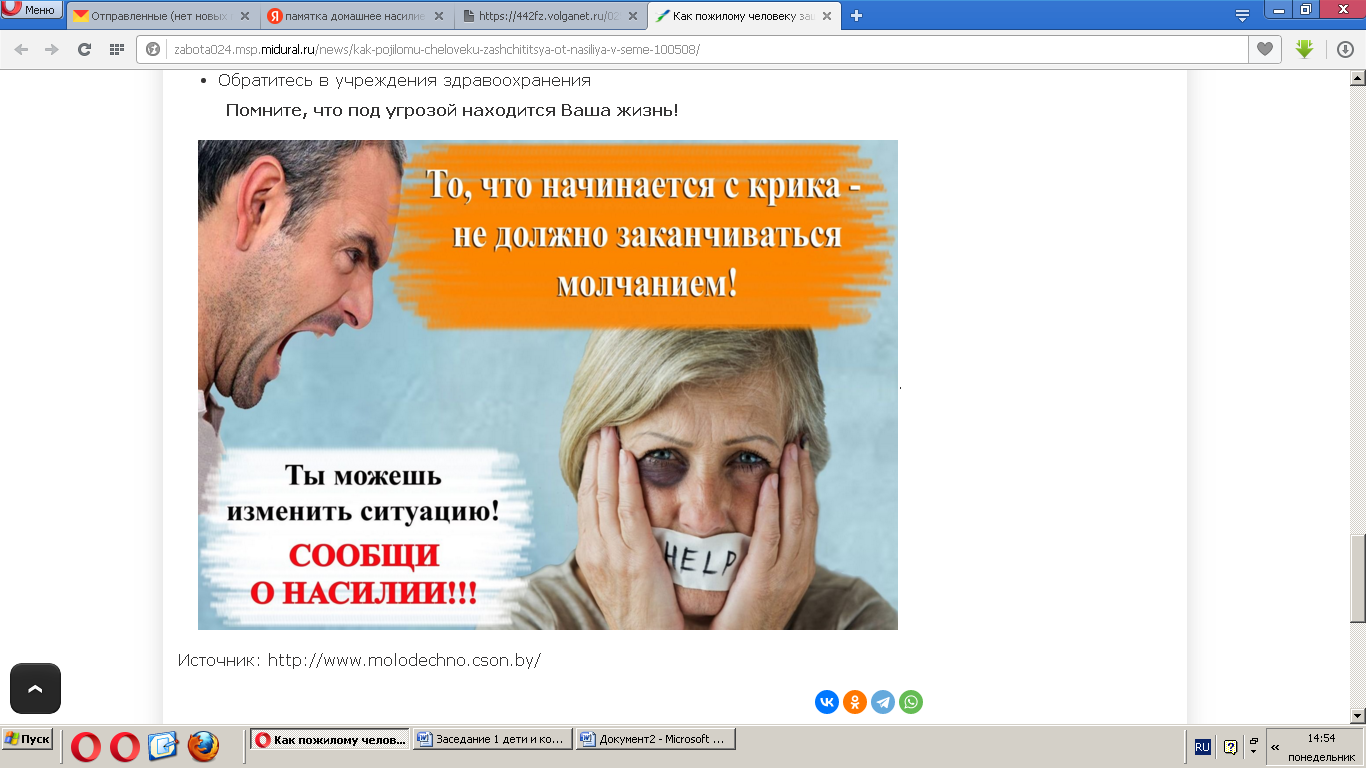 Меню
Отправленные (нет новых
памятка домашнее насилие
https://442fz.volganet.ru/02
Как пожилому человеку за
zabota024.msp.midural.ru/news/kak-pojilomu-cheloveku-zashchititsya-ot-nasiliya-v-seme-100508/
• Обратитесь в учреждения здравоохранения
Помните, что под угрозой находится Ваша жизнь!
То, что начинается с крика -
не должно заканчиваться
молчанием!
Ты можешь
изменить ситуацию!
СООБЩИ
О НАСИЛИИ!!!
HELP
.
Источник: http://www.molodechno.cson.by/
Пуск
Как пожилому челов...
Заседание 1 дети и ко...
Документ2 - Microsoft ...
RU
«
14:54
понедельник